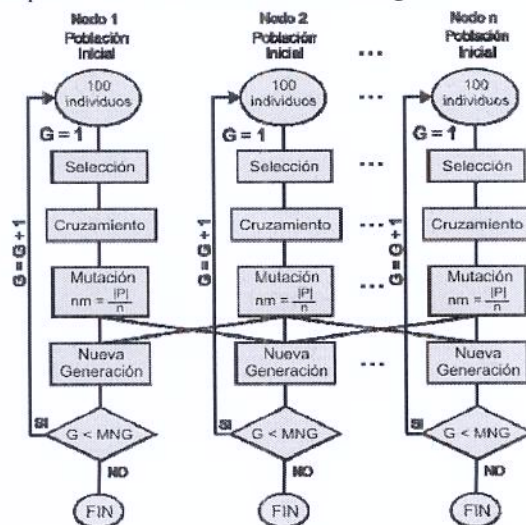 Nodo 1
Población
Inicial
100
individuos
G = 1
Selección
Cruzamiento
Mutación
nm = |P|
n
Nueva
Generación
G < MNG
SI
NO
FIN
G = G + 1
Nodo 2
Población
Inicial
100
individuos
G = 1
Selección
Cruzamiento
Mutación
nm = |P|
n
Nueva
Generación
G < MNG
SI
NO
FIN
G = G + 1
...
...
...
...
...
...
Nodo n
Población
Inicial
100
individuos
G = 1
Selección
Cruzamiento
Mutación
nm = |P|
n
Nueva
Generación
G < MNG
SI
NO
FIN
G = G + 1